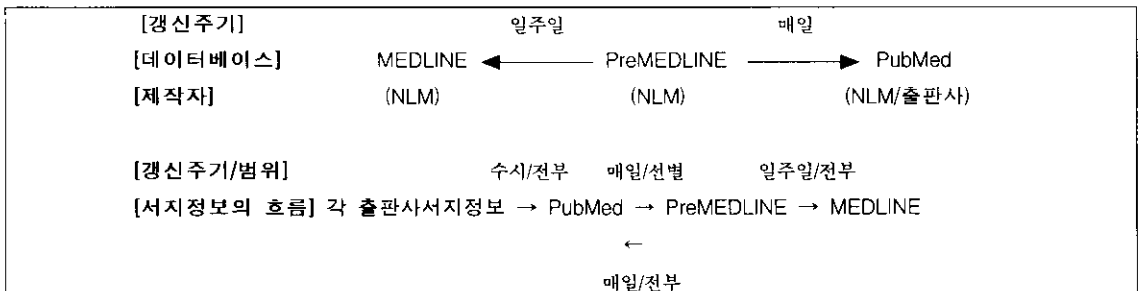 [갱신주기] 일주일 매일
[데이터베이스] MEDLINE ← PreMEDLINE → PubMed
[제작자] (NLM) (NLM) (NLM/출판사)
[갱신주기/범위] 수시/전부 매일/선별 일주일/전부
[서지정보의 흐름] 각 출판사서지정보 → PubMed → PreMEDLINE → MEDLINE
←
매일/전부